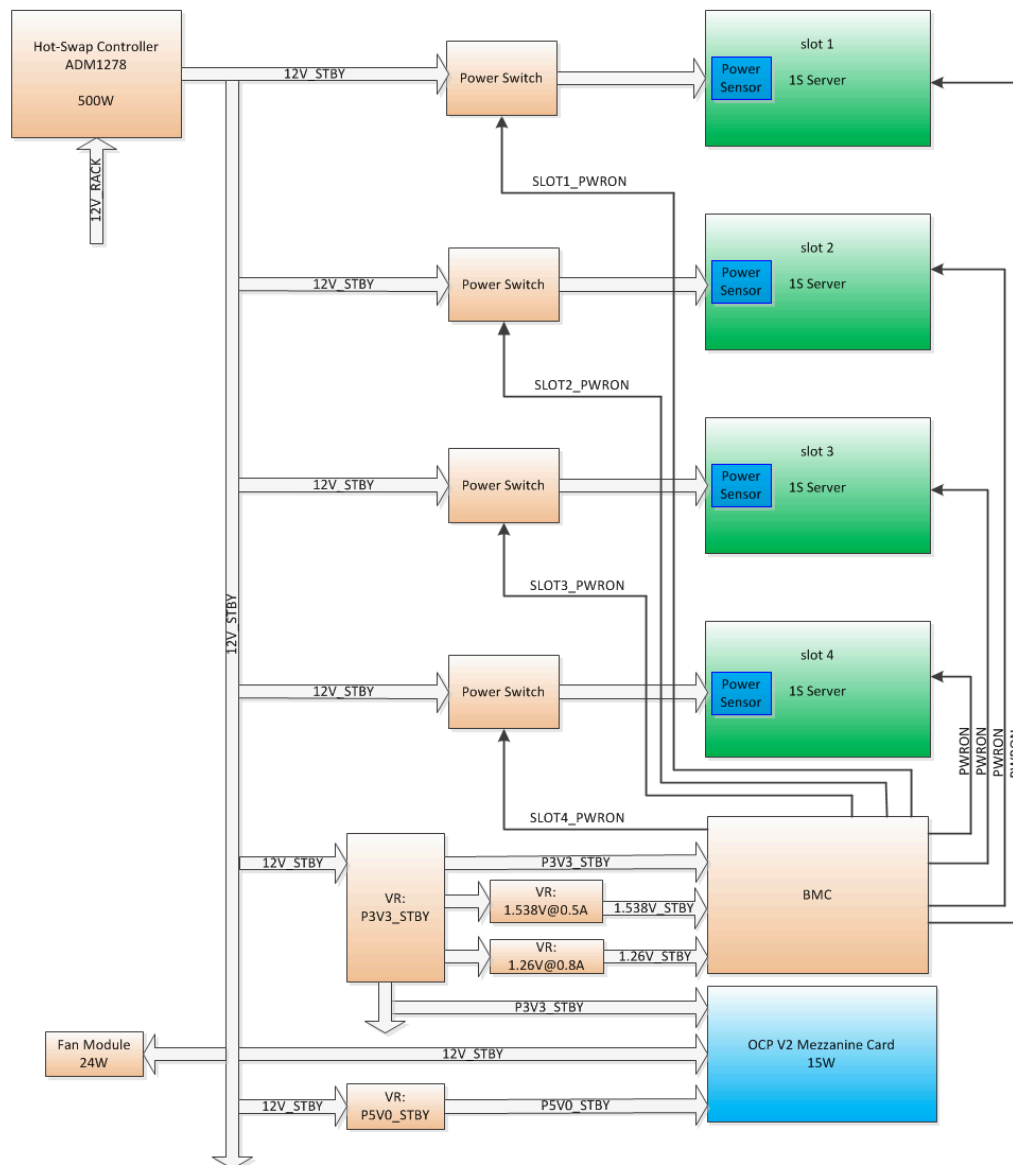 Hot-Swap Controller
ADM1278
500W
12V_RACK
12V_STBY
Power Switch
slot 1
Power
Sensor
1S Server
SLOT1_PWRON
12V_STBY
Power Switch
slot 2
Power
Sensor
1S Server
SLOT2_PWRON
12V_STBY
Power Switch
slot 3
Power
Sensor
1S Server
SLOT3_PWRON
12V_STBY
12V_STBY
Power Switch
slot 4
Power
Sensor
1S Server
PWRON
PWRON
PWRON
SLOT4_PWRON
12V_STBY
VR:
P3V3_STBY
P3V3_STBY
VR:
1.538V@0.5A
1.538V_STBY
VR:
1.26V@0.8A
1.26V_STBY
BMC
P3V3_STBY
Fan Module
24W
12V_STBY
OCP V2 Mezzanine Card
15W
12V_STBY
VR:
P5V0_STBY
P5V0_STBY